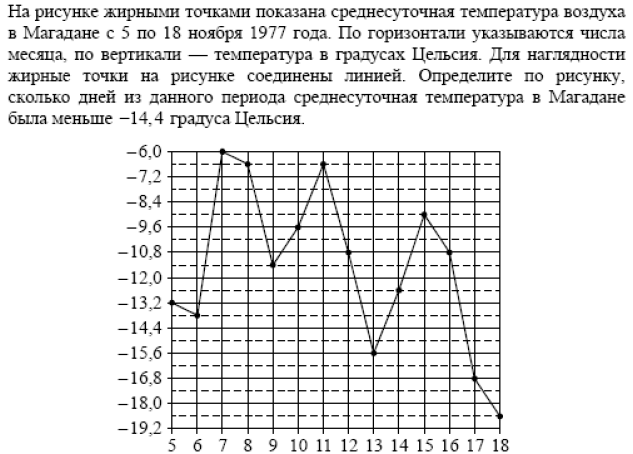 На рисунке жирными точками показана среднесуточная температура воздуха
в Магадане с 5 по 18 ноября 1977 года. По горизонтали указываются числа
месяца, по вертикали — температура в градусах Цельсия. Для наглядности
жирные точки на рисунке соединены линией. Определите по рисунку,
сколько дней из данного периода среднесуточная температура в Магадане
была меньше −14,4 градуса Цельсия.
−6,0
−7,2
−8,4
−9,6
−10,8
−12,0
−13,2
−14,4
−15,6
−16,8
−18,0
−19,2
5 6 7 8 9 10 11 12 13 14 15 16 17 18